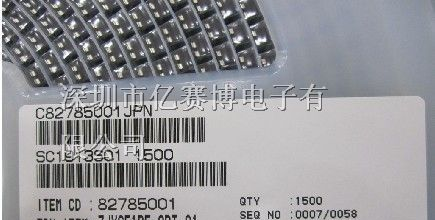 深圳市亿赛博电子有
限公司
C82785001JPN
SC1813901 1500
ITEM CD : 82785001
QTY :1500
SEQ NO :0007/0058